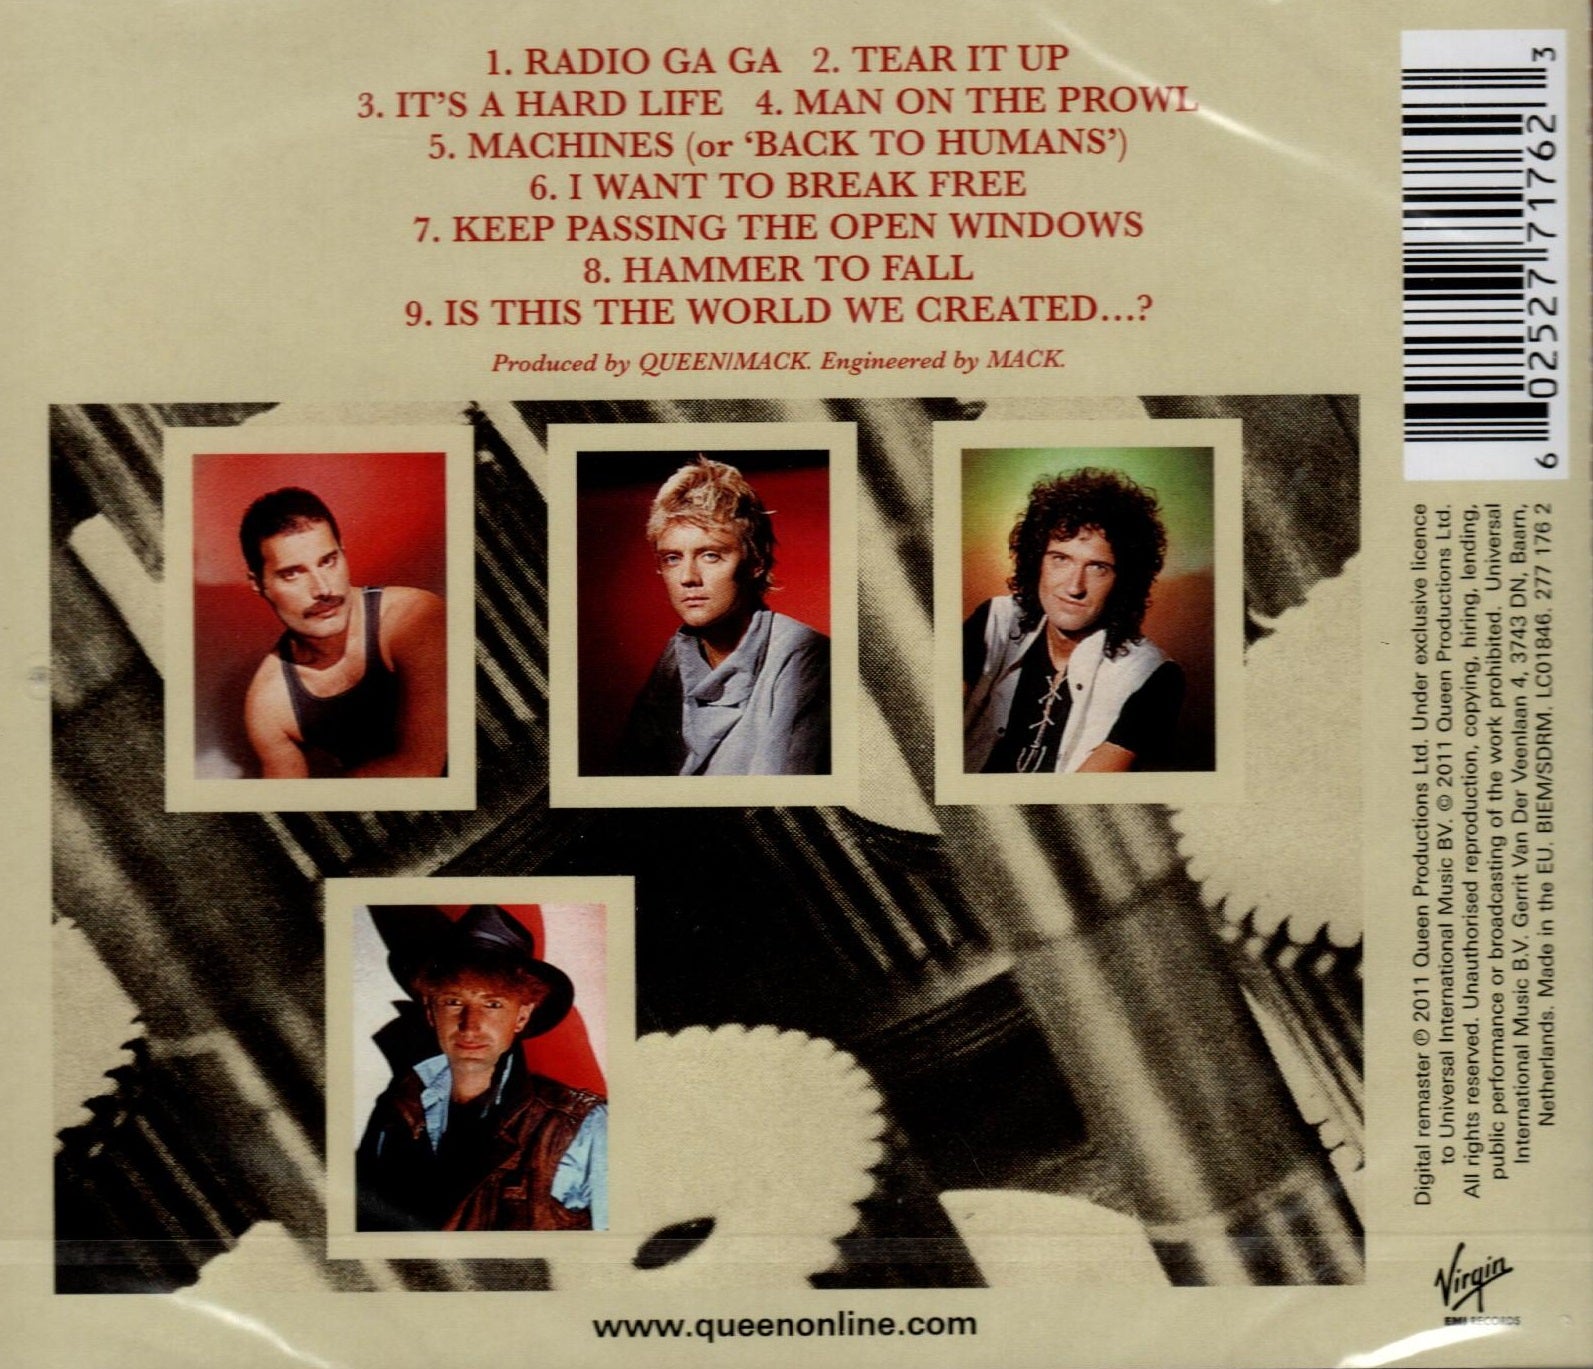 1. RADIO GA GA 2. TEAR IT UP
3. IT'S A HARD LIFE 4. MAN ON THE PROWL
5. MACHINES (or ‘BACK TO HUMANS’)
6. I WANT TO BREAK FREE
7. KEEP PASSING THE OPEN WINDOWS
8. HAMMER TO FALL
9. IS THIS THE WORLD WE CREATED...?
Produced by QUEEN/MACK. Engineered by MACK.
6 02527 71762 3
Digital remaster ℗ 2011 Queen Productions Ltd. Under exclusive licence
to Universal International Music BV. © 2011 Queen Productions Ltd.
All rights reserved. Unauthorised reproduction, copying, hiring, lending,
public performance or broadcasting of the work prohibited. Universal
International Music B.V. Gerrit Van Der Veenlaan 4, 3743 DN, Baarn,
Netherlands. Made in the EU. BIEM/SDRM. LC01846. 277 176 2
Virgin
EMI RECORDS
www.queenonline.com